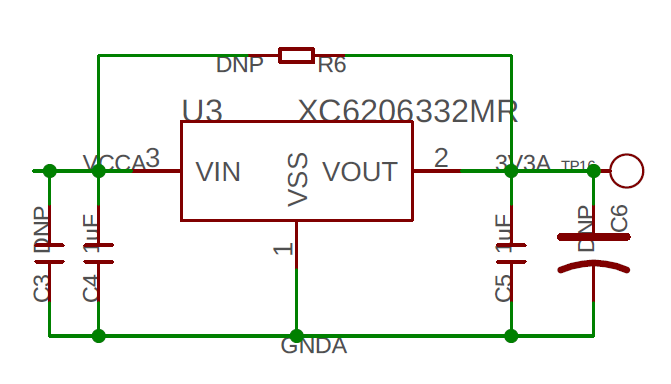 DNP R6
U3 XC6206332MR
VCCA 3 VIN VSS VOUT 2 3V3A TP16
1
C3 DNP
C4 1uF
C5 1uF
DNP C6
GNDA